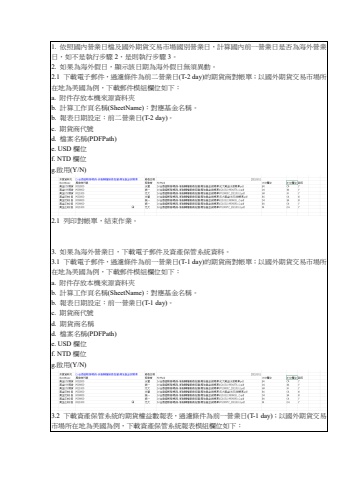 1. 依照國內營業日檔及國外期貨交易市場國別營業日，計算國內前一營業日是否為海外營業
日，如不是執行步驟 2，是則執行步驟 3。
2. 如果為海外假日，顯示該日期為海外假日無須異動。
2.1 下載電子郵件，過濾條件為前二營業日(T-2 day)的期貨商對帳單；以國外期貨交易市場所
在地為美國為例，下載郵件模組欄位如下：
a. 附件存放本機來源資料夾
b. 計算工作頁名稱(SheetName)：對應基金名稱。
b. 報表日期設定：前二營業日(T-2 day)。
c. 期貨商代號
d. 檔案名稱(PDFPath)
e. USD 欄位
f. NTD 欄位
g.啟用(Y/N)
2.1 列印對帳單，結束作業。
3. 如果為海外營業日，下載電子郵件及資產保管系統資料。
3.1 下載電子郵件，過濾條件為前一營業日(T-1 day)的期貨商對帳單；以國外期貨交易市場所
在地為美國為例，下載郵件模組欄位如下：
a. 附件存放本機來源資料夾
b. 計算工作頁名稱(SheetName)：對應基金名稱。
b. 報表日期設定：前一營業日(T-1 day)。
c. 期貨商代號
d. 期貨商名稱
d. 檔案名稱(PDFPath)
e. USD 欄位
f. NTD 欄位
g.啟用(Y/N)
3.2 下載資產保管系統的期貨權益數報表，過濾條件為前一營業日(T-1 day)；以國外期貨交易
市場所在地為美國為例，下載資產保管系統報表模組欄位如下：